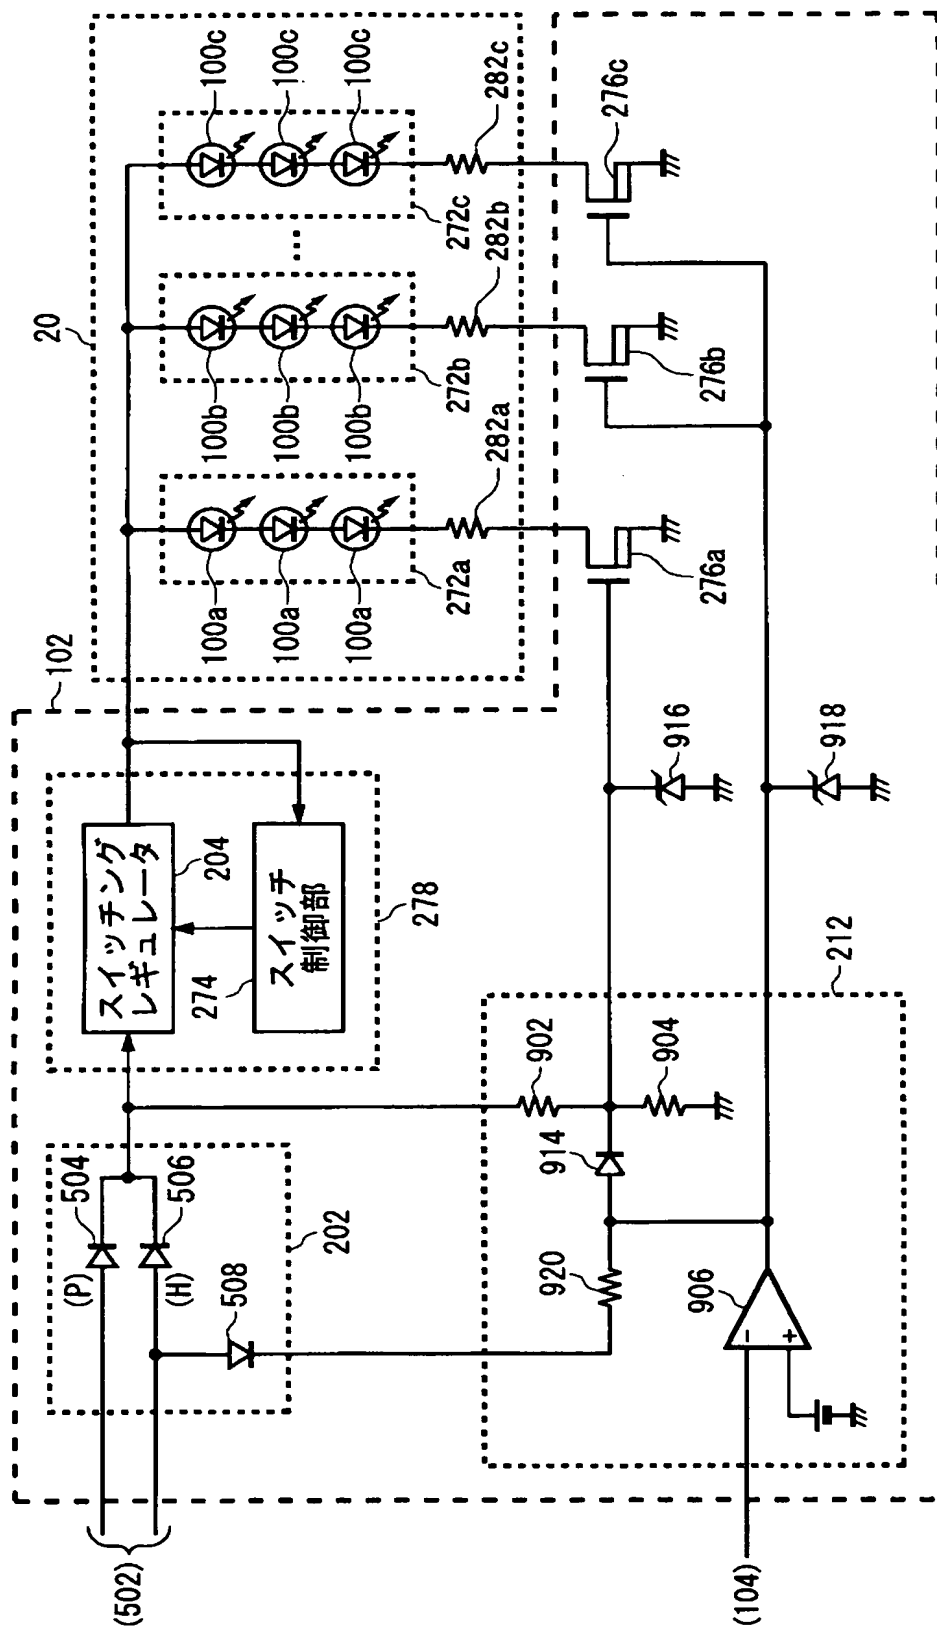 20
100c
100c
100c
282c
276c
272c
100b
100b
100b
282b
276b
272b
100a
100a
100a
282a
276a
272a
102
スイッチング
レギュレータ
204
スイッチ
制御部
274
278
916
918
212
902
904
914
920
906
-
+
504
506
(P)
(H)
508
202
(502)
(104)